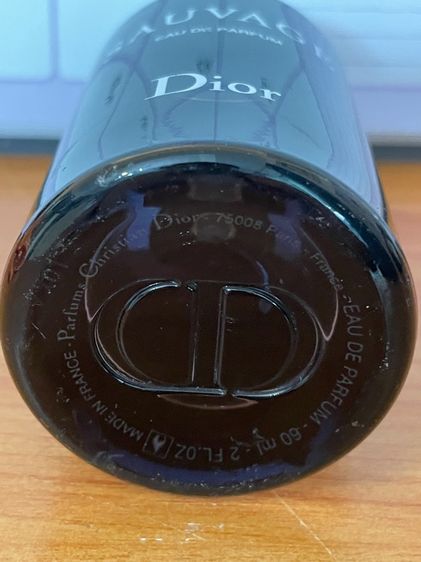 SAUVAGE
EAU DE PARFUM
Dior
CD
MADE IN FRANCE - Parfums Christian Dior - 75008 Paris - France - EAU DE PARFUM - 60 ml - 2 FL.OZ